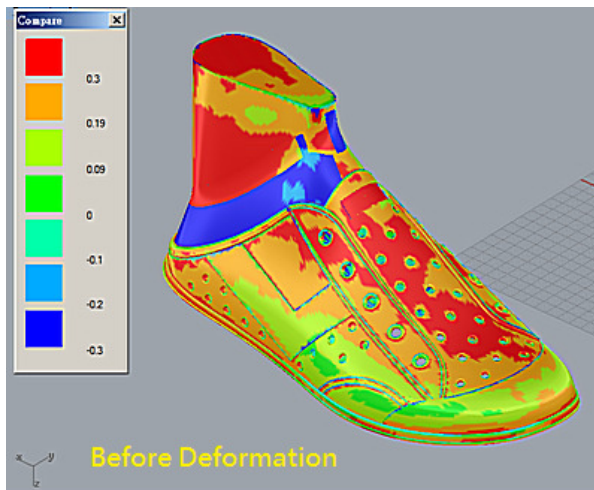 Compare
0.3
0.19
0.09
0
-0.1
-0.2
-0.3
x y
z
Before Deformation